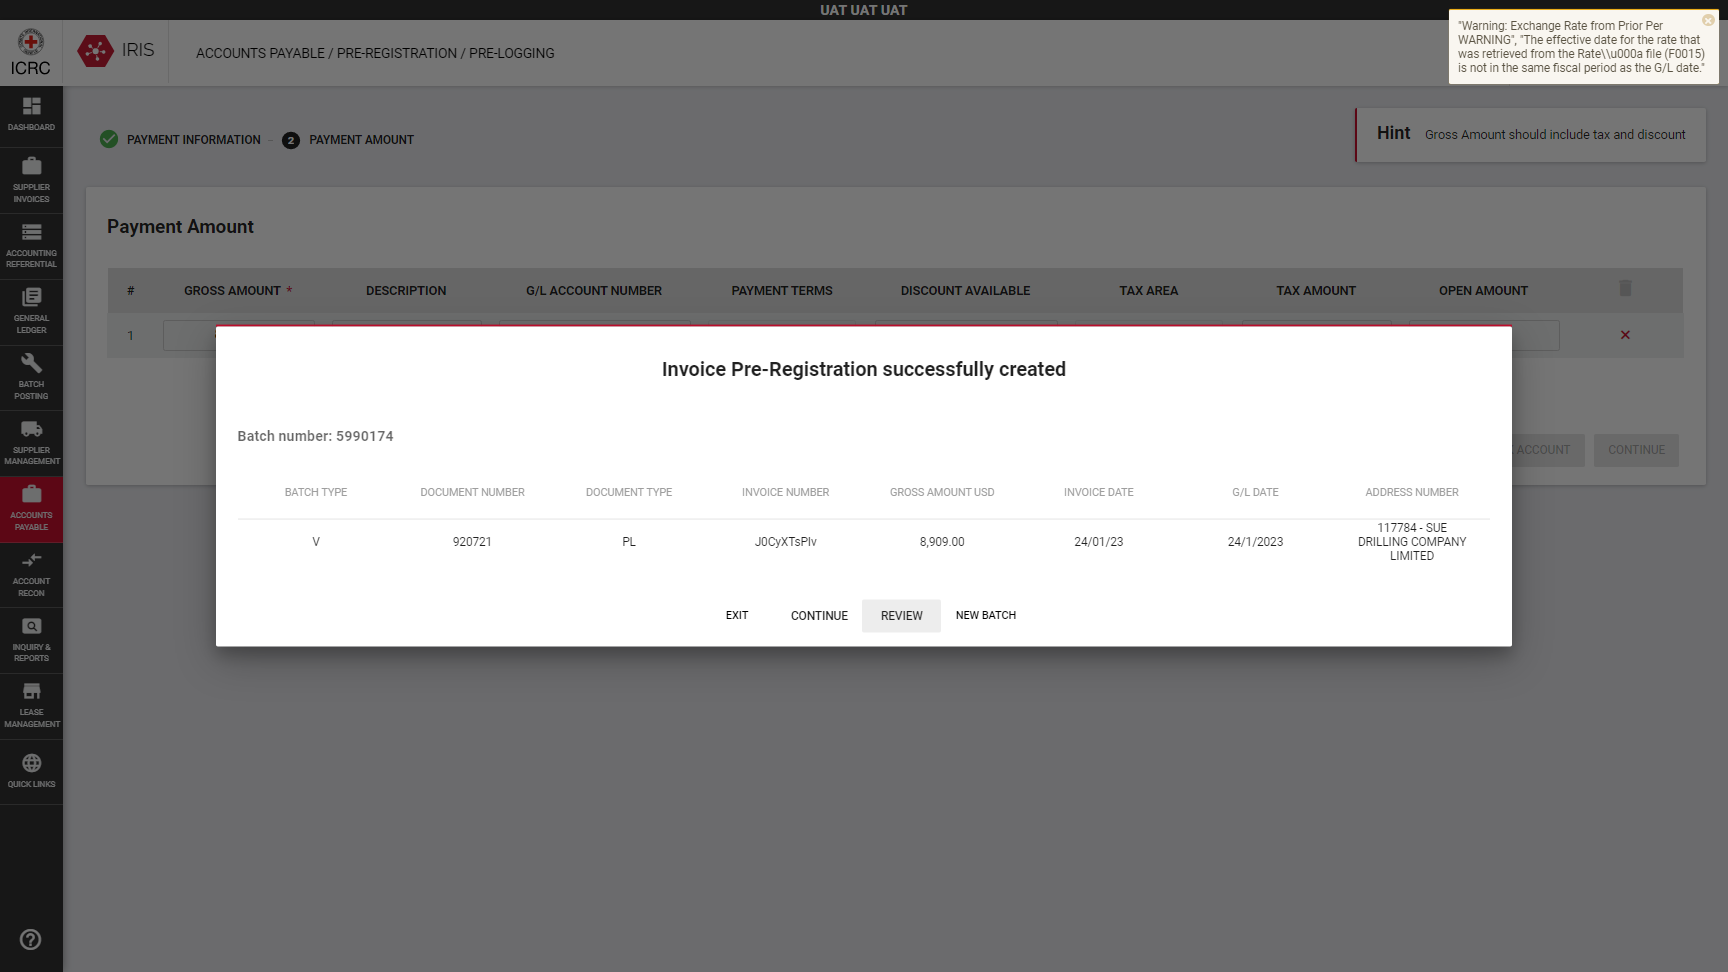 UAT UAT UAT
ICRC
IRIS
ACCOUNTS PAYABLE / PRE-REGISTRATION / PRE-LOGGING
"Warning: Exchange Rate from Prior Per
WARNING", "The effective date for the rate that
was retrieved from the Rate\\u000a file (F0015)
is not in the same fiscal period as the G/L date."
DASHBOARD
SUPPLIER
INVOICES
ACCOUNTING
REFERENTIAL
GENERAL
LEDGER
BATCH
POSTING
SUPPLIER
MANAGEMENT
ACCOUNTS
PAYABLE
ACCOUNT
RECON
INQUIRY &
REPORTS
LEASE
MANAGEMENT
QUICK LINKS
PAYMENT INFORMATION
2 PAYMENT AMOUNT
Hint Gross Amount should include tax and discount
Payment Amount
# GROSS AMOUNT * DESCRIPTION G/L ACCOUNT NUMBER PAYMENT TERMS DISCOUNT AVAILABLE TAX AREA TAX AMOUNT OPEN AMOUNT
1
ACCOUNT CONTINUE
Invoice Pre-Registration successfully created
Batch number: 5990174
BATCH TYPE DOCUMENT NUMBER DOCUMENT TYPE INVOICE NUMBER GROSS AMOUNT USD INVOICE DATE G/L DATE ADDRESS NUMBER
V 920721 PL 8,909.00 24/01/23 24/1/2023 117784 - SUE
DRILLING COMPANY
LIMITED
EXIT CONTINUE REVIEW NEW BATCH